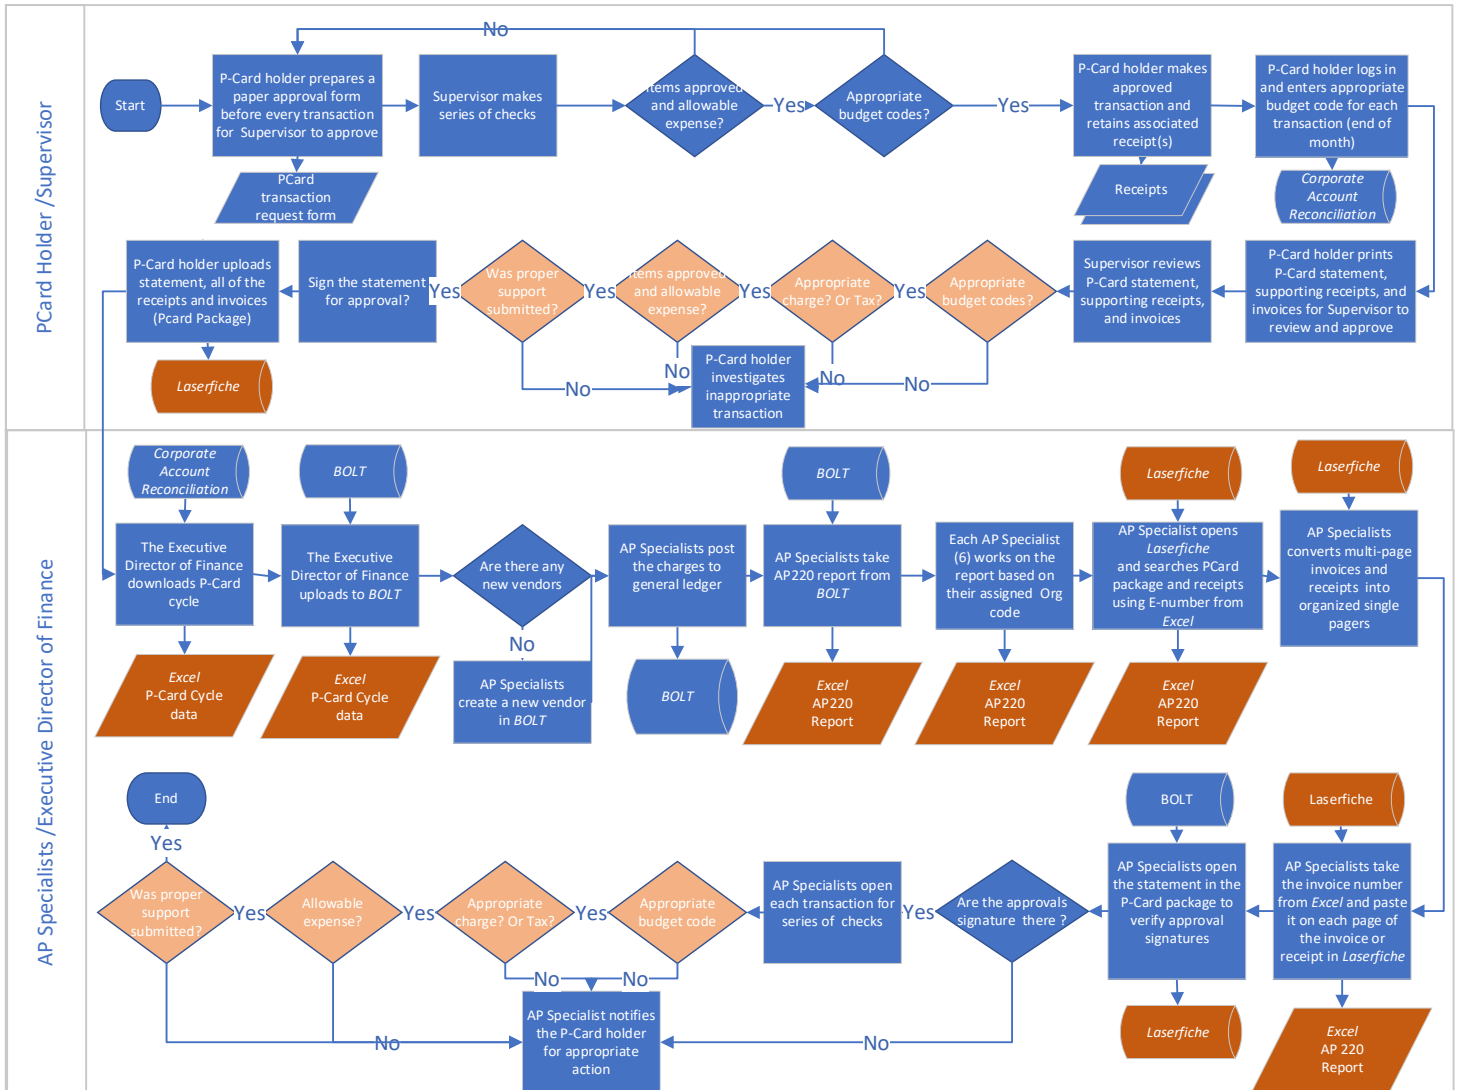 PCard Holder /Supervisor
No
Start
P-Card holder prepares a
paper approval form
before every transaction
for Supervisor to approve
Supervisor makes
series of checks
Items approved
and allowable
expense?
Yes
Appropriate
budget codes?
Yes
P-Card holder makes
approved
transaction and
retains associated
receipt(s)
P-Card holder logs in
and enters appropriate
budget code for each
transaction (end of
month)
PCard
transaction
request form
Receipts
Corporate
Account
Reconciliation
P-Card holder uploads
statement, all of the
receipts and invoices
(Pcard Package)
Sign the statement
for approval?
Yes
Was proper
support
submitted?
Yes
Items approved
and allowable
expense?
Yes
Appropriate
charge? Or Tax?
Yes
Appropriate
budget codes?
Supervisor reviews
P-Card statement,
supporting receipts,
and invoices
P-Card holder prints
P-Card statement,
supporting receipts, and
invoices for Supervisor to
review and approve
Laserfiche
No
No
P-Card holder
investigates
inappropriate
transaction
No
No
AP Specialists /Executive Director of Finance
Corporate
Account
Reconciliation
BOLT
BOLT
Laserfiche
Laserfiche
The Executive
Director of Finance
downloads P-Card
cycle
The Executive
Director of Finance
uploads to BOLT
Are there any
new vendors
AP Specialists post
the charges to
general ledger
AP Specialists take
AP220 report from
BOLT
Each AP Specialist
(6) works on the
report based on
their assigned Org
code
AP Specialist opens
Laserfiche
and searches PCard
package and receipts
using E-number from
Excel
AP Specialists
converts multi-page
invoices and
receipts into
organized single
pagers
No
Excel
P-Card Cycle
data
Excel
P-Card Cycle
data
AP Specialists
create a new vendor
in BOLT
BOLT
Excel
AP220
Report
Excel
AP220
Report
Excel
AP220
Report
End
BOLT
Laserfiche
Yes
Was proper
support
submitted?
Yes
Allowable
expense?
Yes
Appropriate
charge? Or Tax?
Yes
Appropriate
budget code
AP Specialists open
each transaction for
series of checks
Yes
Are the approvals
signature there ?
AP Specialists open
the statement in the
P-Card package to
verify approval
signatures
AP Specialists take
the invoice number
from Excel and paste
it on each page of
the invoice or
receipt in Laserfiche
No
No
AP Specialist notifies
the P-Card holder
for appropriate
action
No
No
Laserfiche
Excel
AP 220
Report